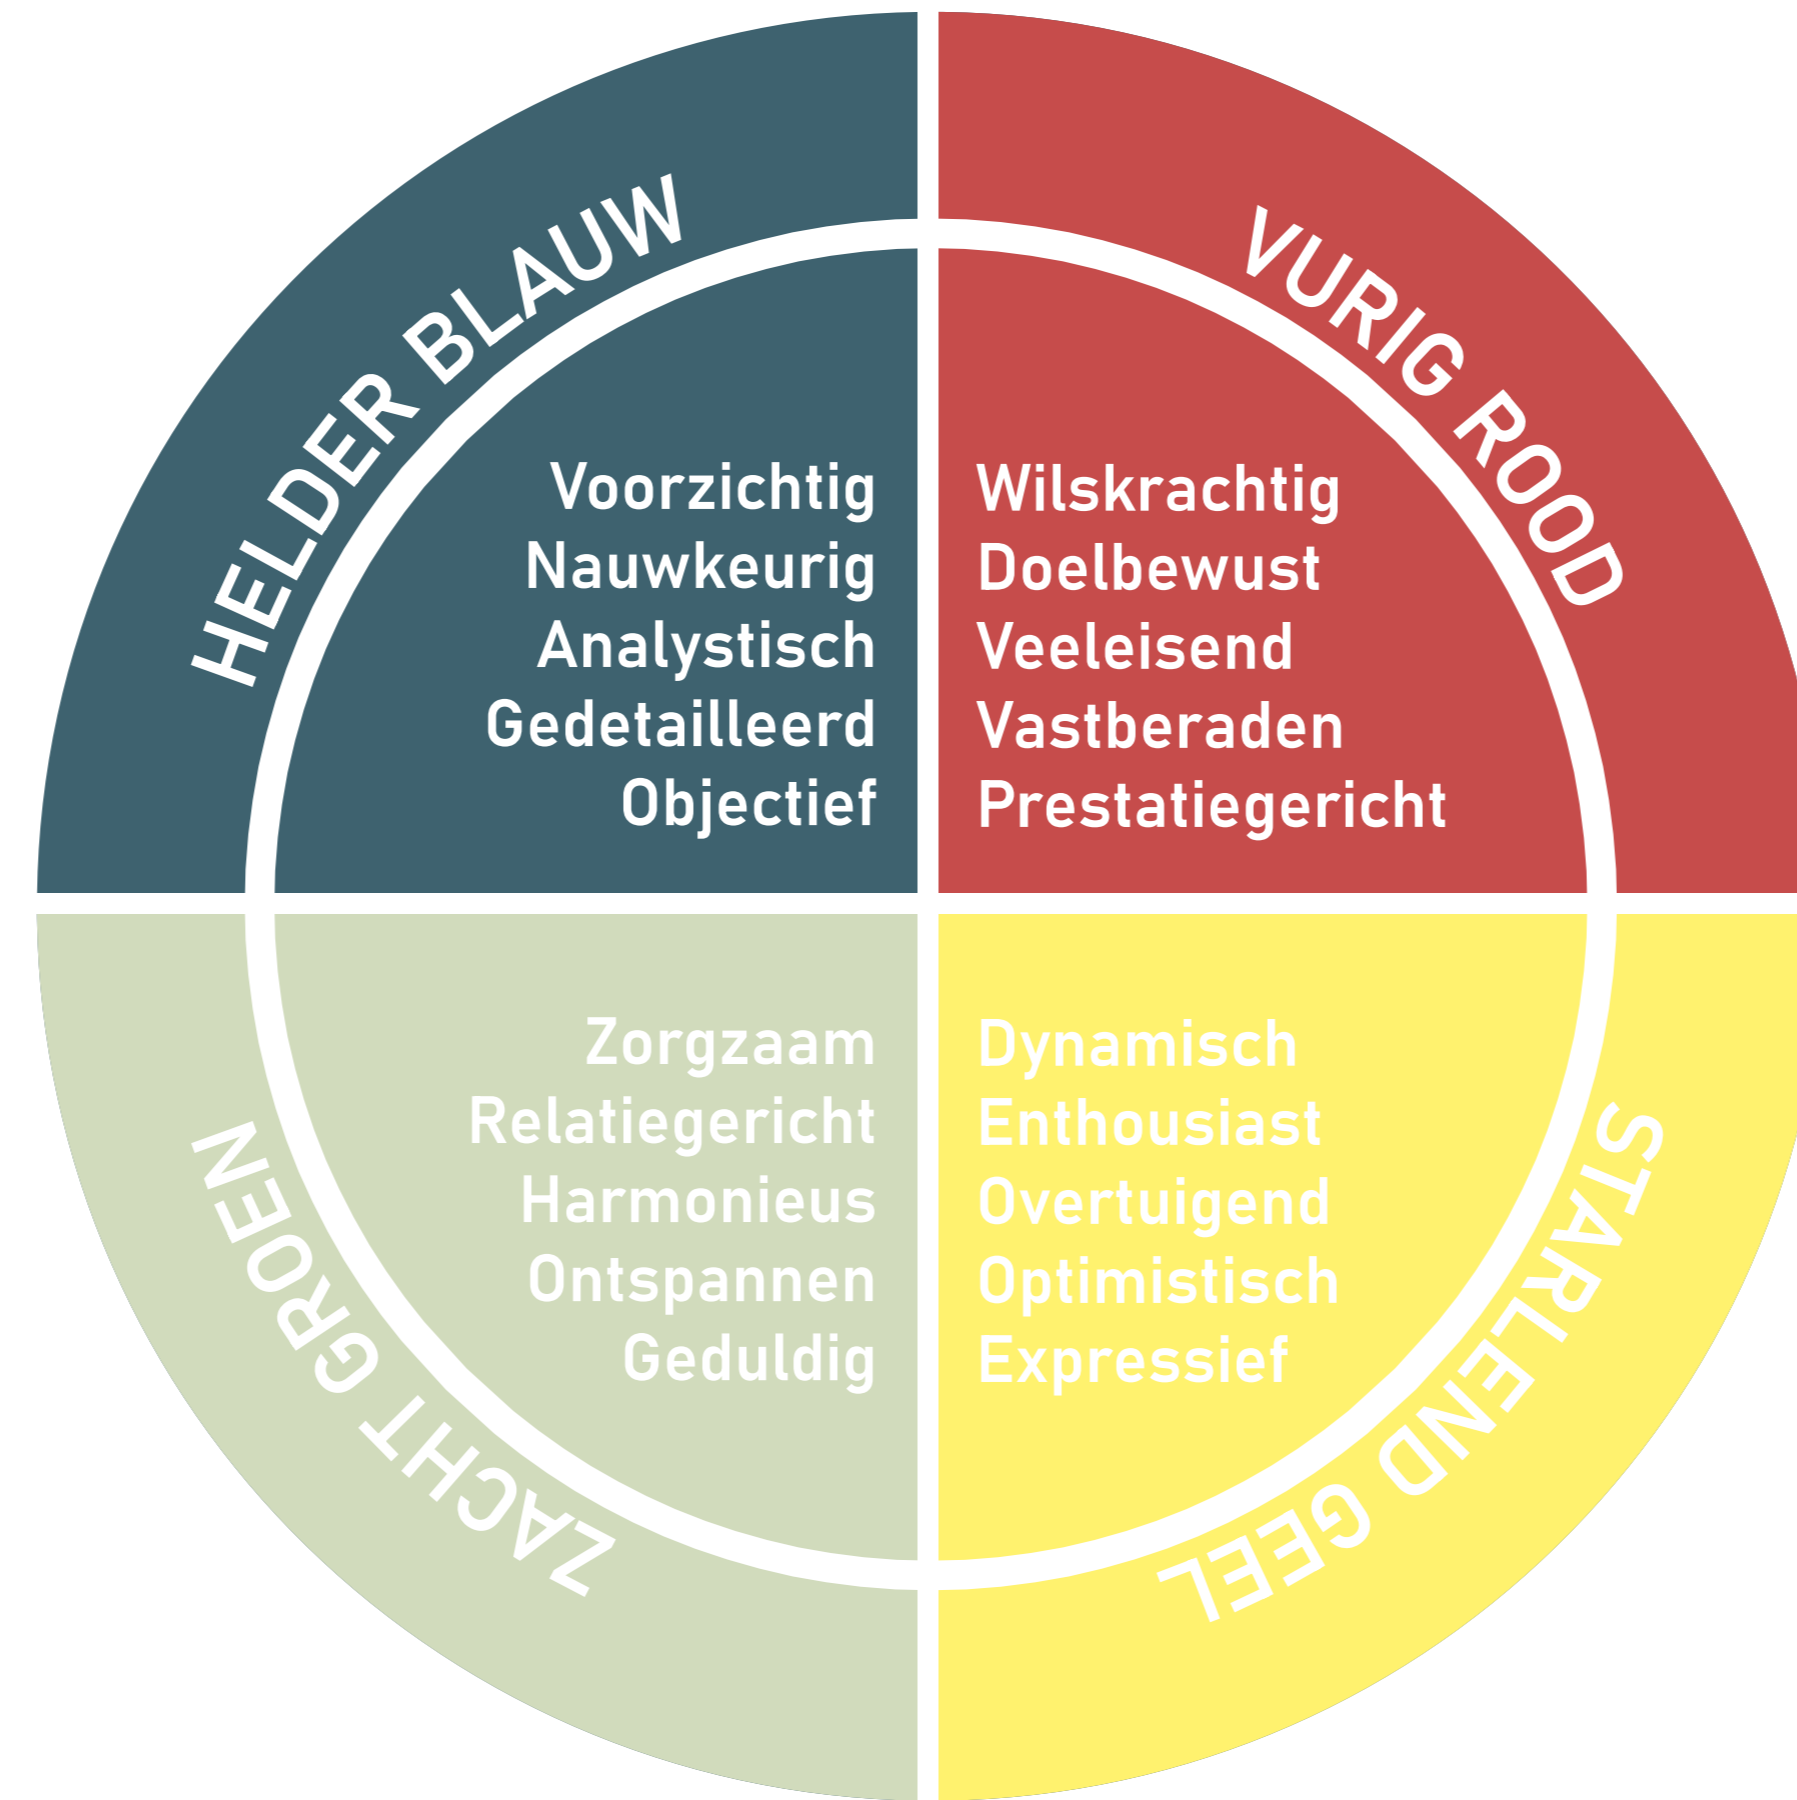 HELDER BLAUW
Voorzichtig
Nauwkeurig
Analystisch
Gedetailleerd
Objectief
VURIG ROOD
Wilskrachtig
Doelbewust
Veeleisend
Vastberaden
Prestatiegericht
ZACHT GROEN
Zorgzaam
Relatiegericht
Harmonieus
Ontspannen
Geduldig
STARLEND GEEL
Dynamisch
Enthousiast
Overtuigend
Optimistisch
Expressief